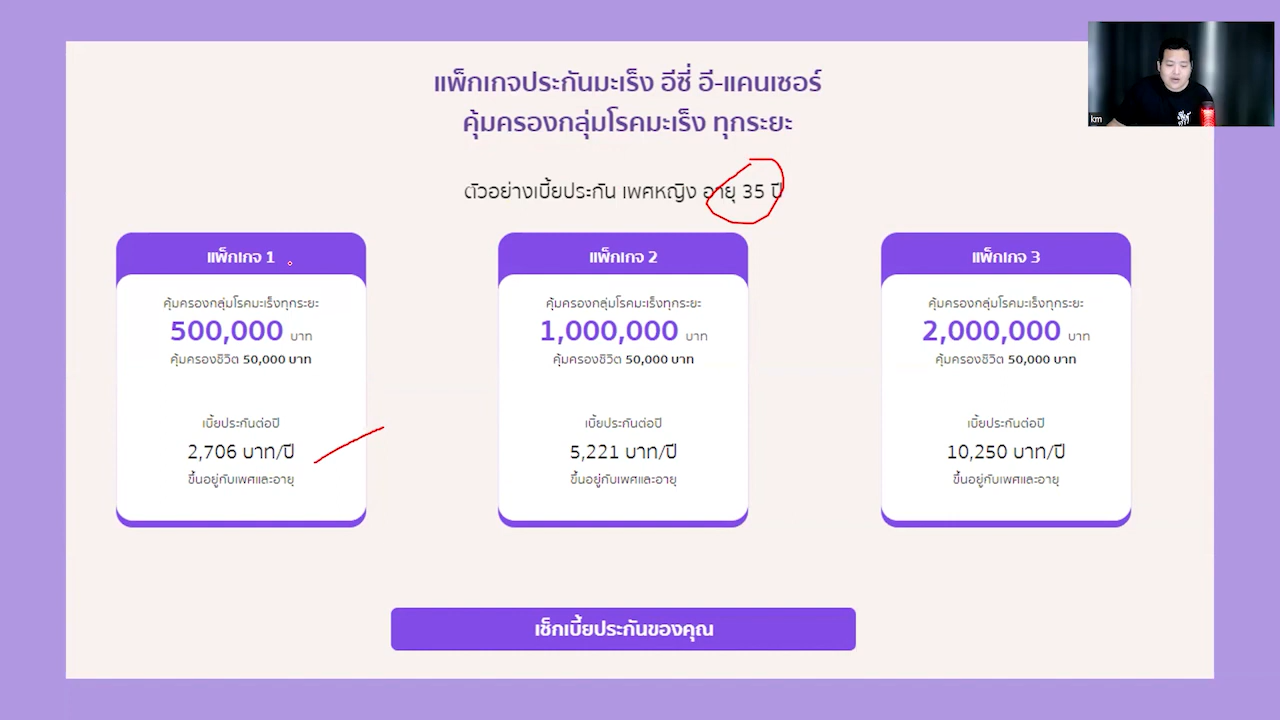 แพ็กเกจประกันมะเร็ง อีซี่ อี-แคนเซอร์
คุ้มครองกลุ่มโรคมะเร็ง ทุกระยะ
ตัวอย่างเบี้ยประกัน เพศหญิง อายุ 35 ปี
แพ็กเกจ 1
คุ้มครองกลุ่มโรคมะเร็งทุกระยะ
500,000 บาท
คุ้มครองชีวิต 50,000 บาท
เบี้ยประกันต่อปี
2,706 บาท/ปี
ขึ้นอยู่กับเพศและอายุ
แพ็กเกจ 2
คุ้มครองกลุ่มโรคมะเร็งทุกระยะ
1,000,000 บาท
คุ้มครองชีวิต 50,000 บาท
เบี้ยประกันต่อปี
5,221 บาท/ปี
ขึ้นอยู่กับเพศและอายุ
แพ็กเกจ 3
คุ้มครองกลุ่มโรคมะเร็งทุกระยะ
2,000,000 บาท
คุ้มครองชีวิต 50,000 บาท
เบี้ยประกันต่อปี
10,250 บาท/ปี
ขึ้นอยู่กับเพศและอายุ
เช็กเบี้ยประกันของคุณ
km